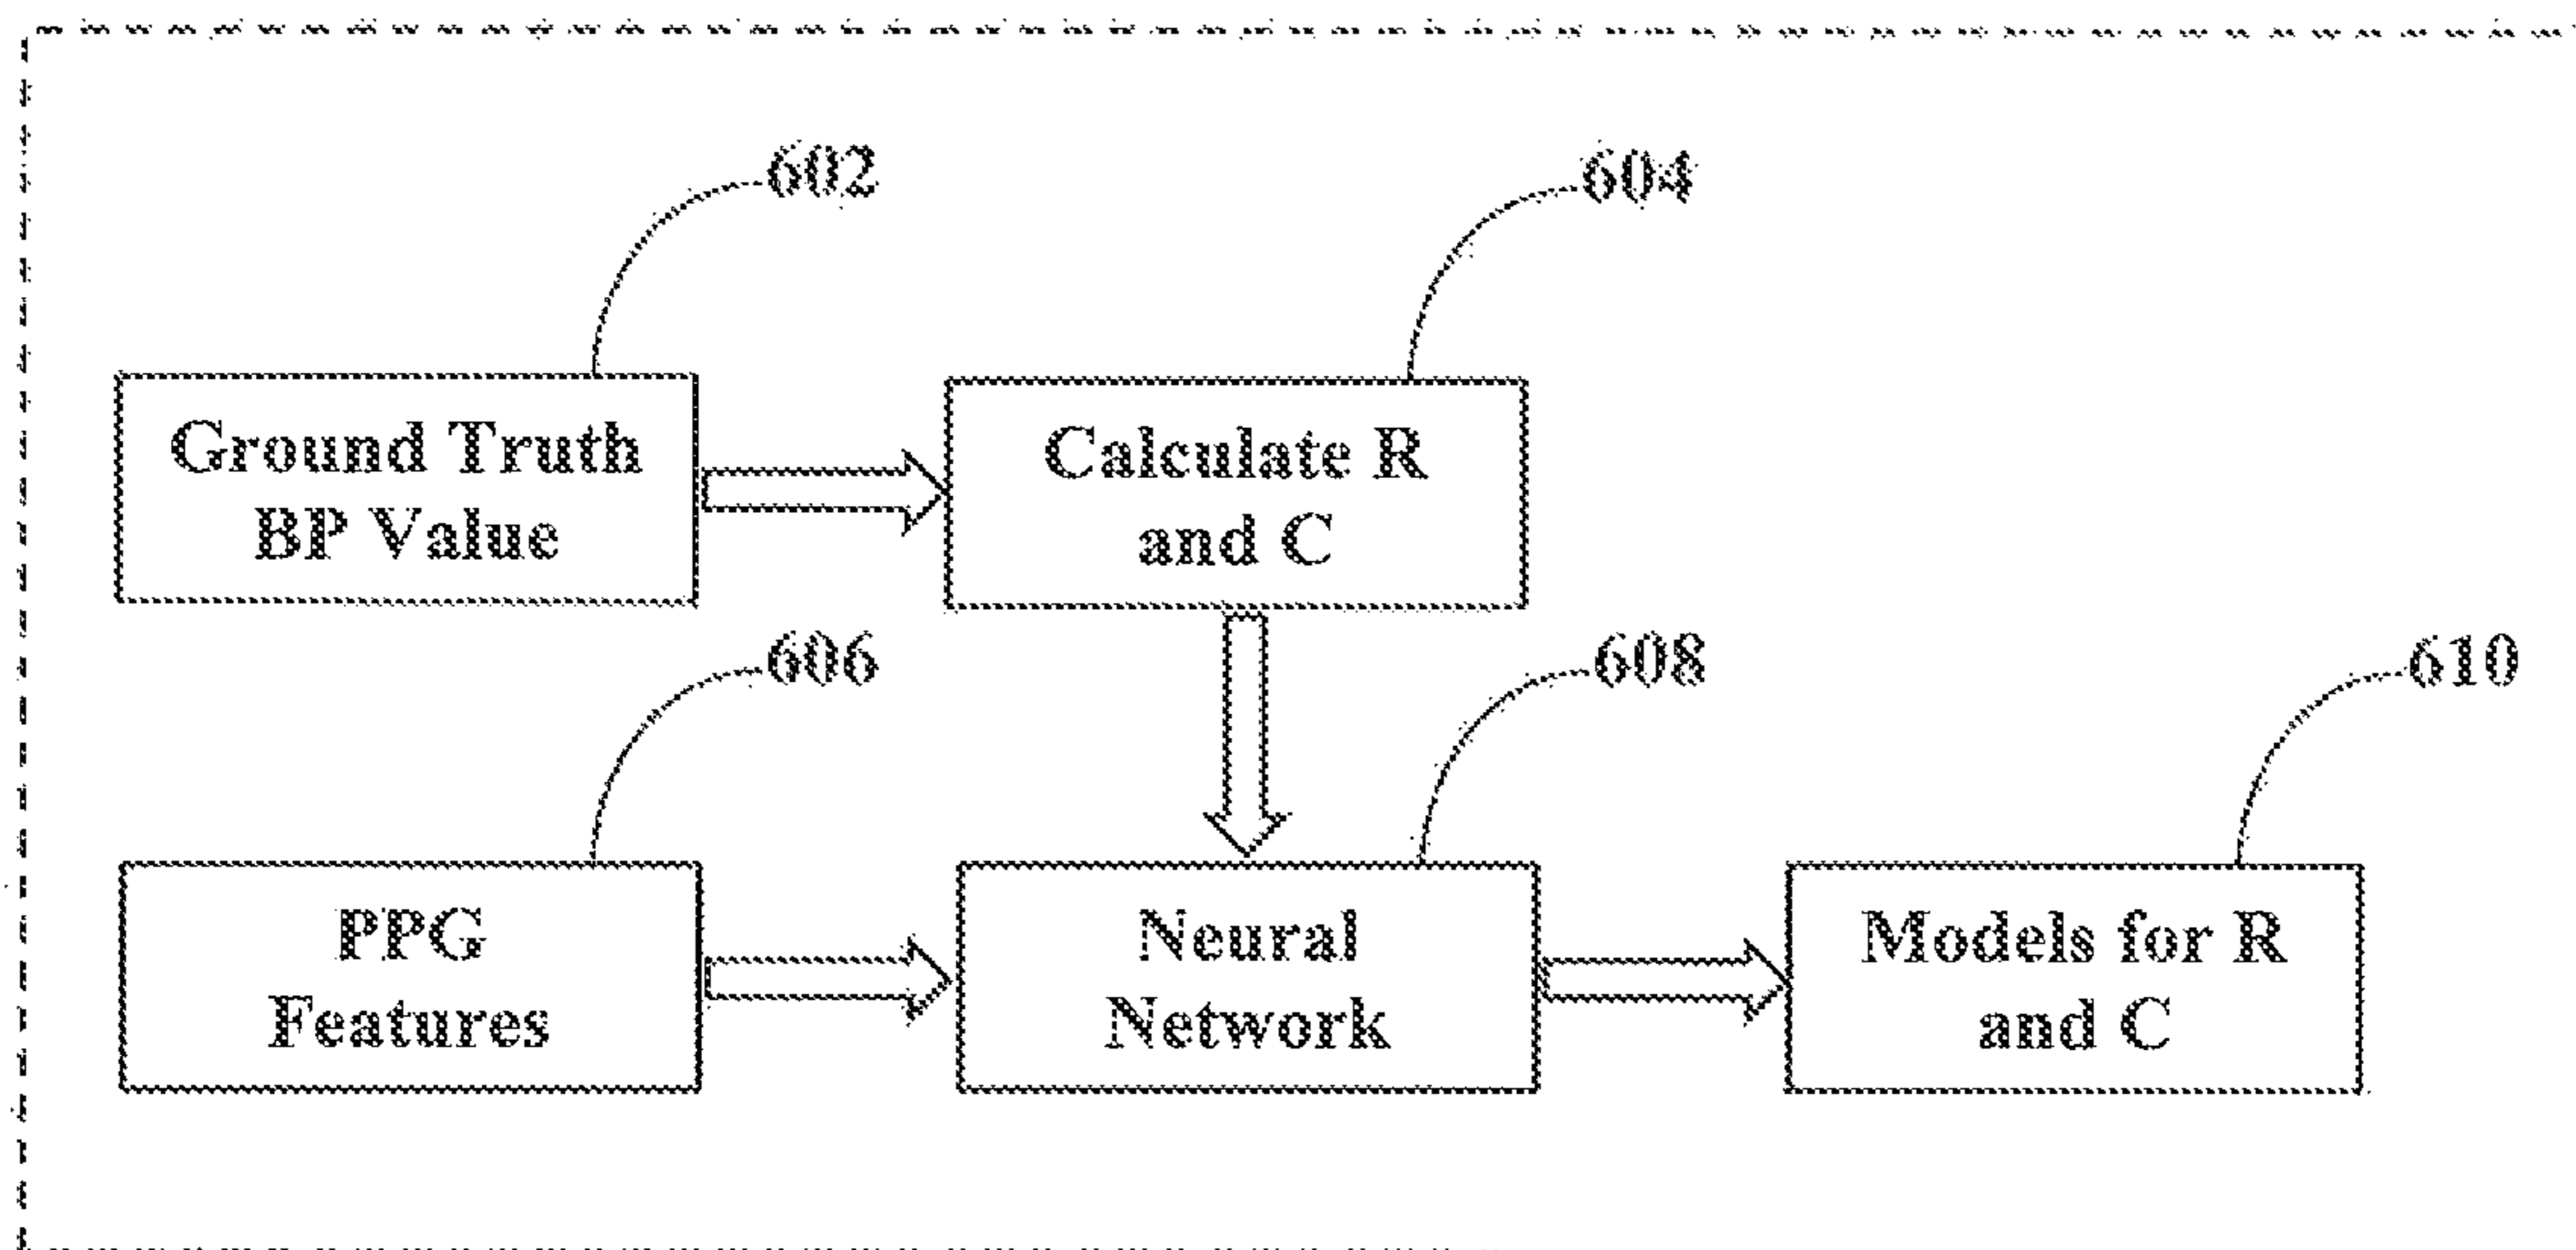 602
604
Ground Truth
BP Value
Calculate R
and C
606
608
610
PPG
Features
Neural
Network
Models for R
and C